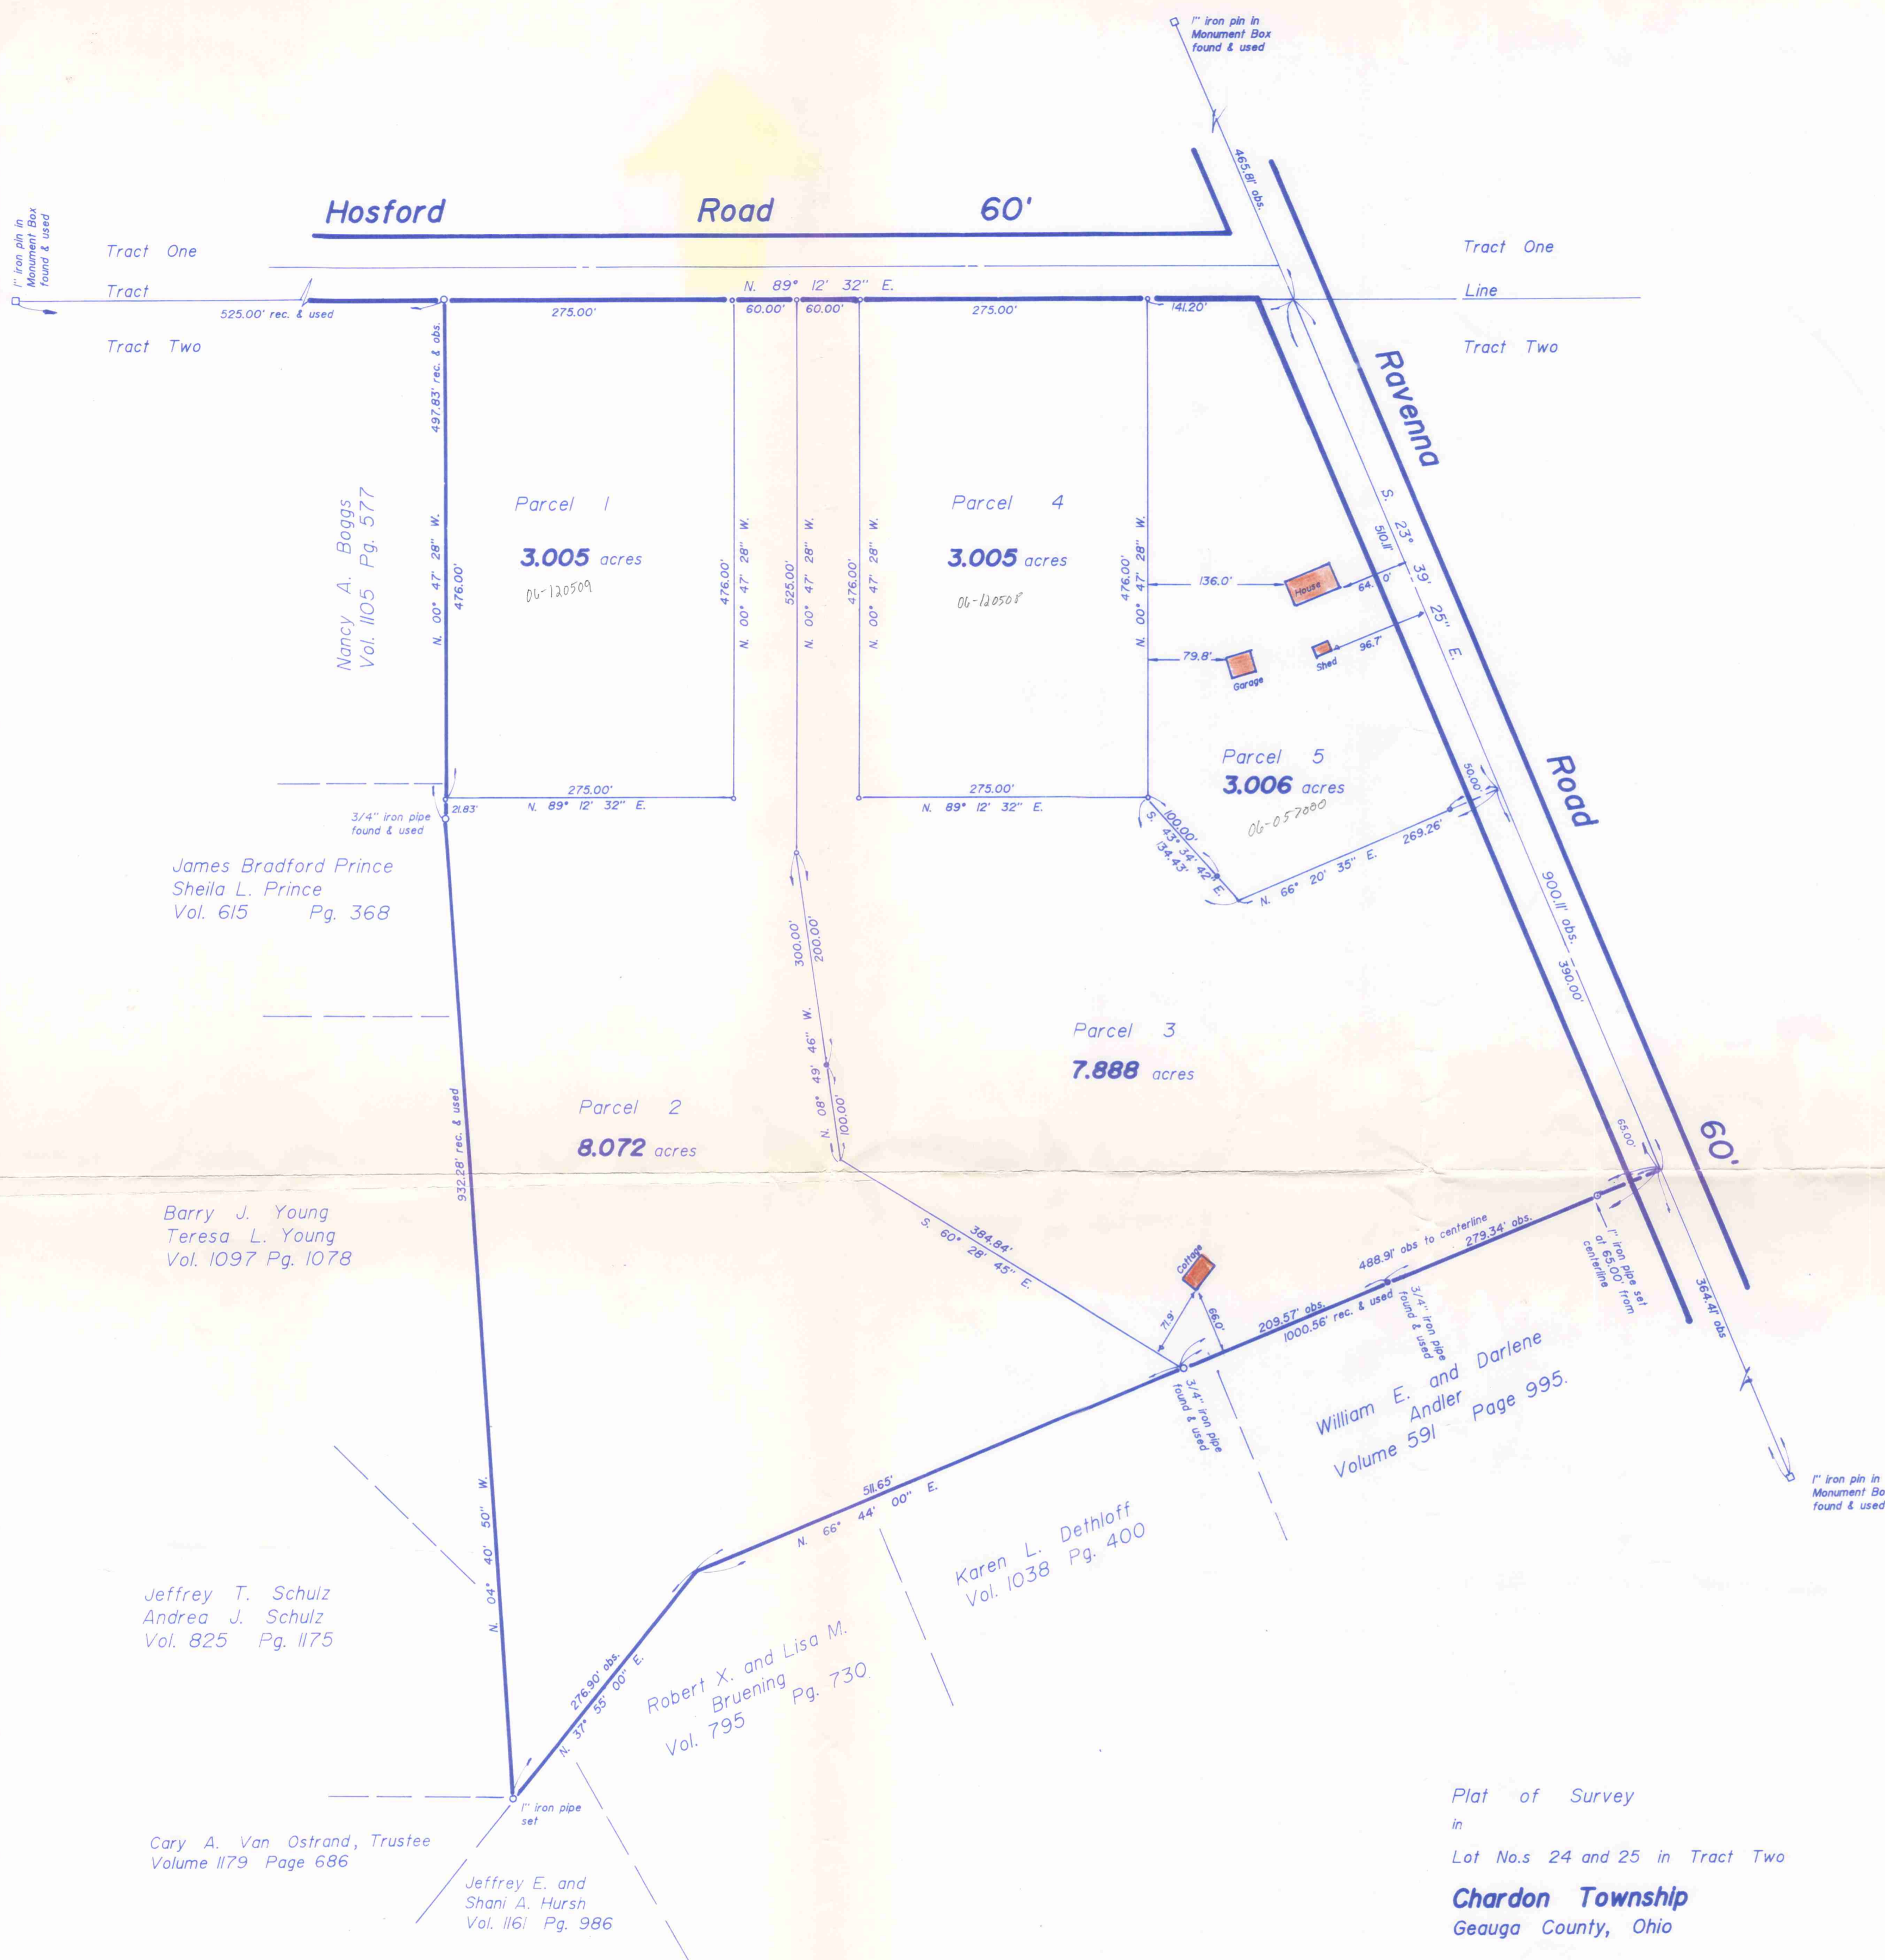 1" iron pin in
Monument Box
found & used
465.81' obs.
Hosford Road 60'
1" iron pin in
Monument Box
found & used
Tract One
Tract
Tract Two
525.00' rec. & used
N. 89° 12' 32" E.
275.00'
60.00'
60.00'
275.00'
141.20'
Tract One
Line
Tract Two
Ravenna
Road
60'
497.83' rec. & obs.
N. 00° 47' 28" W.
476.00'
Nancy A. Boggs
Vol. 1105 Pg. 577
Parcel 1
3.005 acres
06-120509
476.00'
N. 00° 47' 28" W.
525.00'
N. 00° 47' 28" W.
476.00'
N. 00° 47' 28" W.
Parcel 4
3.005 acres
06-120508
476.00'
N. 00° 47' 28" W.
136.0'
House
64.0'
79.8'
Garage
Shed
96.7'
S. 23° 39' 25" E.
510.11'
Parcel 5
3.006 acres
06-057000
50.00'
275.00'
N. 89° 12' 32" E.
275.00'
N. 89° 12' 32" E.
100.00'
S. 43° 34' 42" E.
134.43'
N. 66° 20' 35" E. 269.26'
21.83'
3/4" iron pipe
found & used
James Bradford Prince
Sheila L. Prince
Vol. 615 Pg. 368
300.00'
200.00'
N. 08° 49' 46" W.
100.00'
900.11' obs.
390.00'
Parcel 3
7.888 acres
Parcel 2
8.072 acres
932.28' rec. & used
N. 04° 40' 50" W.
65.00'
Barry J. Young
Teresa L. Young
Vol. 1097 Pg. 1078
384.84'
S. 60° 28' 45" E.
Cottage
71.9'
66.0'
488.91' obs to centerline
279.34' obs.
209.57' obs.
1000.56' rec. & used
3/4" iron pipe
found & used
1" iron pipe set
at 65.00' from
centerline
364.41' obs
3/4" iron pipe
found & used
William E. and Darlene
Andler
Volume 591 Page 995.
1" iron pin in
Monument Bo
found & used
511.65'
N. 66° 44' 00" E.
Karen L. Dethloff
Vol. 1038 Pg. 400
Jeffrey T. Schulz
Andrea J. Schulz
Vol. 825 Pg. 1175
276.90' obs.
N. 37° 55' 00" E.
Robert X. and Lisa M.
Bruening
Vol. 795 Pg. 730.
1" iron pipe
set
Cary A. Van Ostrand, Trustee
Volume 1179 Page 686
Jeffrey E. and
Shani A. Hursh
Vol. 1161 Pg. 986
Plat of Survey
in
Lot No.s 24 and 25 in Tract Two
Chardon Township
Geauga County, Ohio